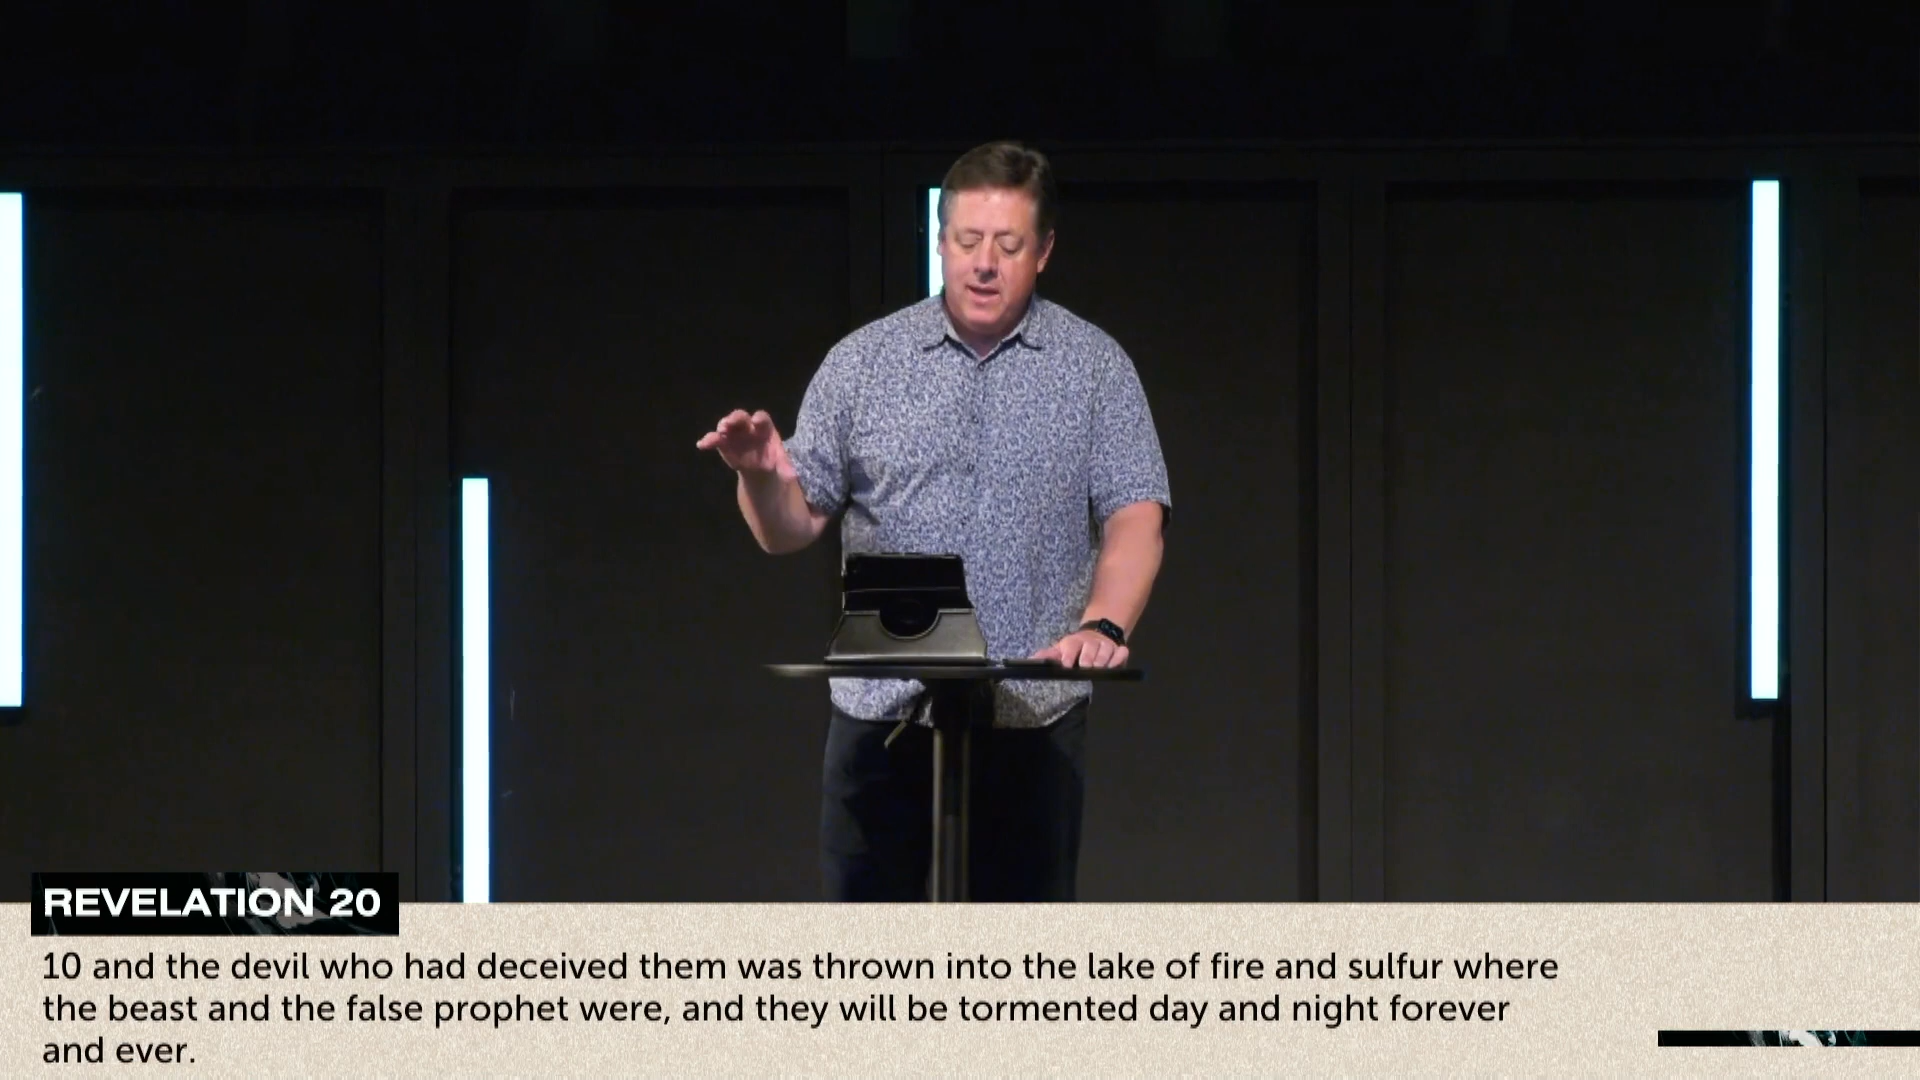 REVELATION 20
10 and the devil who had deceived them was thrown into the lake of fire and sulfur where
the beast and the false prophet were, and they will be tormented day and night forever
and ever.